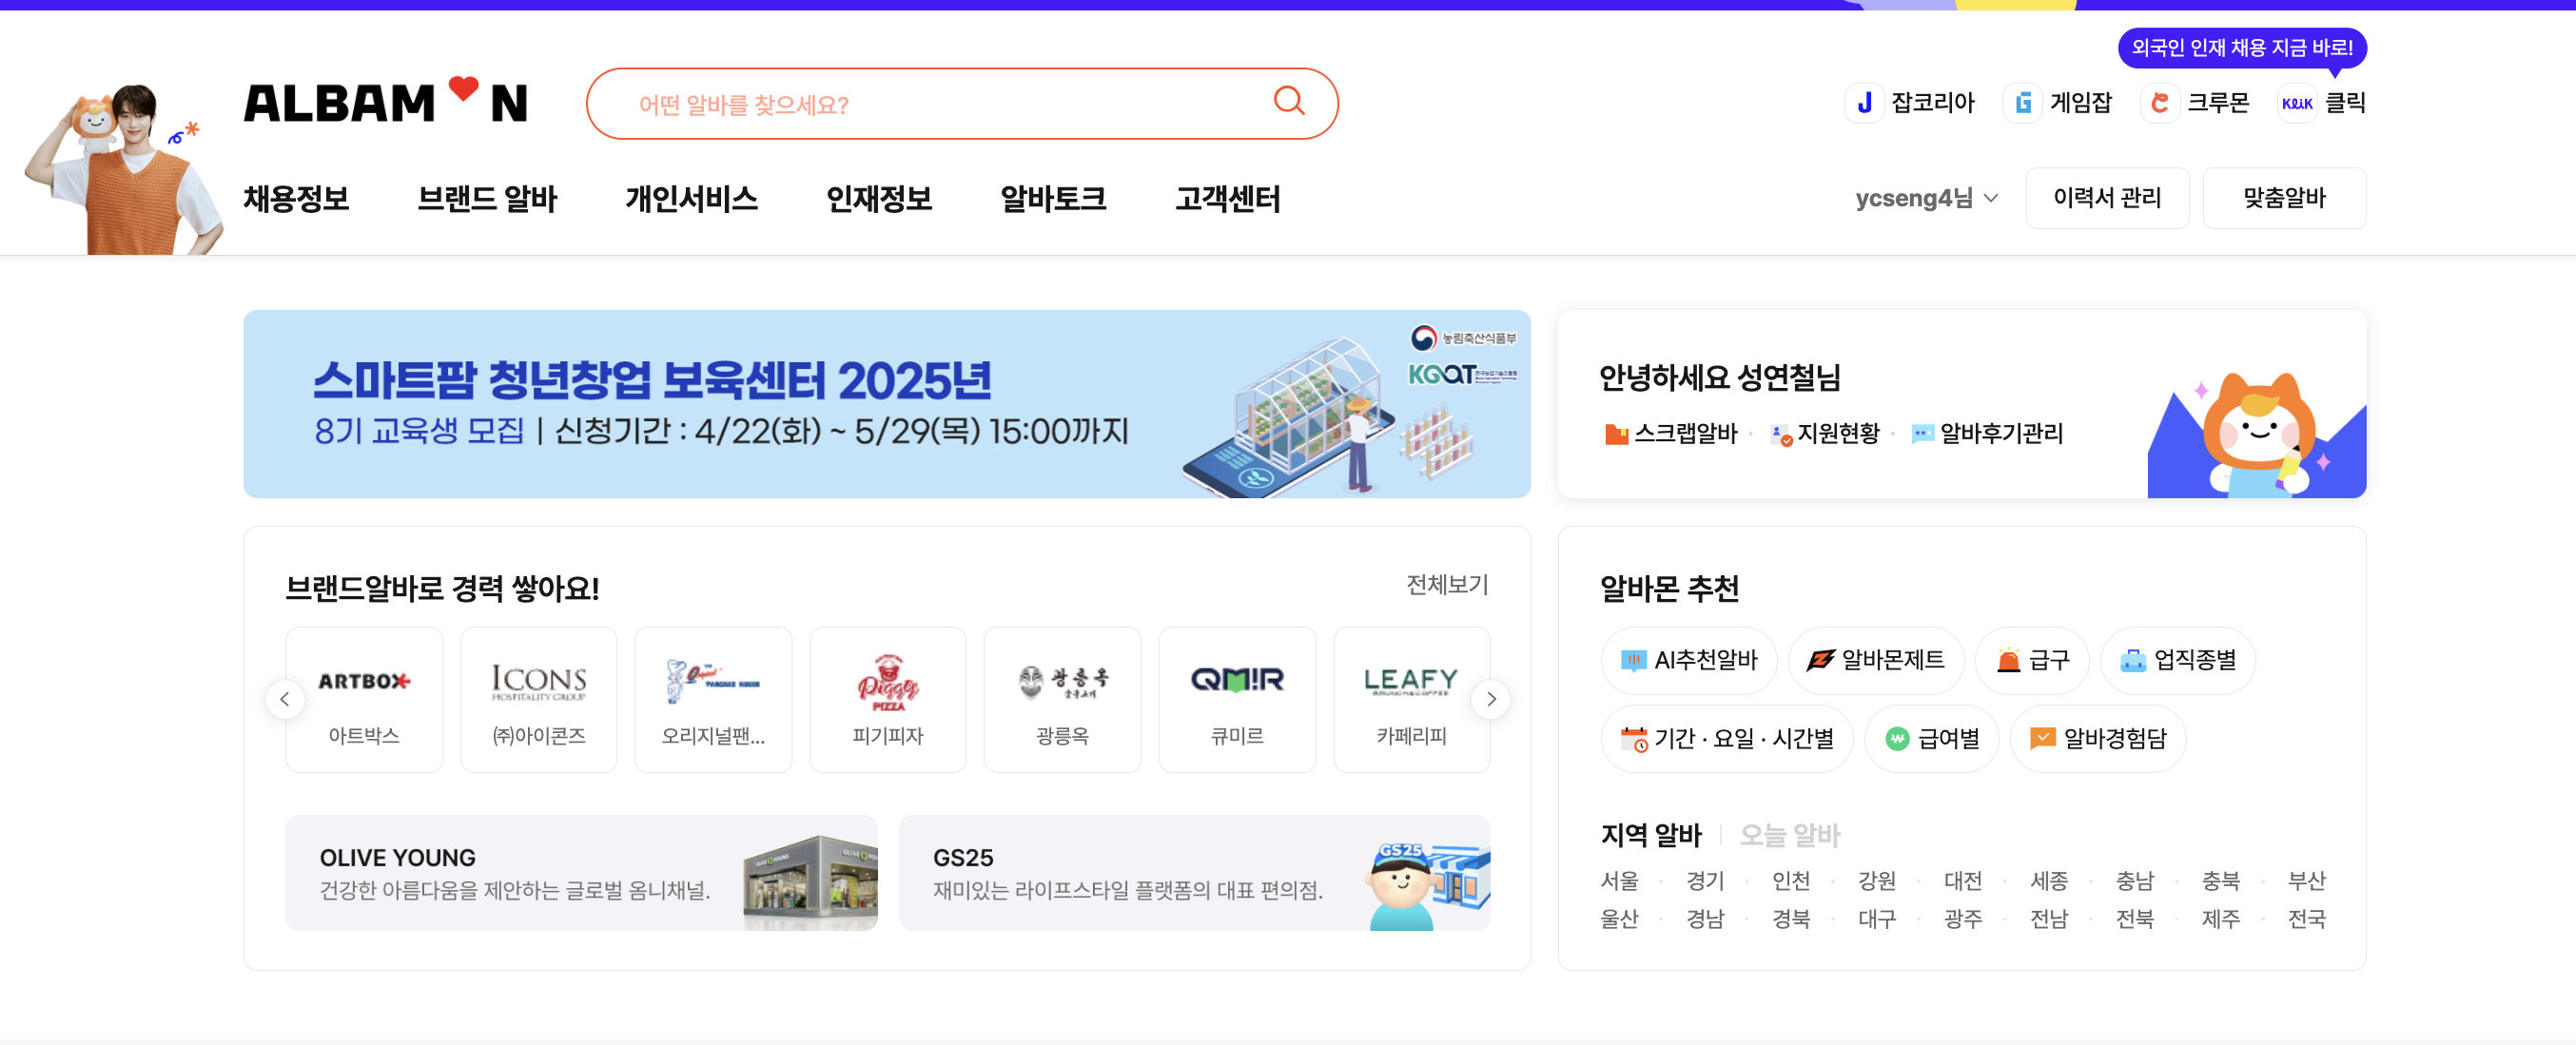 외국인 인재 채용 지금 바로!
ALBAM N
어떤 알바를 찾으세요?
J 잡코리아 G 게임잡 C 크루몬 KLiK 클릭
채용정보 브랜드 알바 개인서비스 인재정보 알바토크 고객센터
ycseng4님 이력서 관리 맞춤알바
스마트팜 청년창업 보육센터 2025년
8기 교육생 모집 | 신청기간 : 4/22(화) ~ 5/29(목) 15:00까지
농림축산식품부
KOAT
안녕하세요 성연철님
스크랩알바 · 지원현황 · 알바후기관리
브랜드알바로 경력 쌓아요!
전체보기
ARTBOX
ICONS
HOSPITALITY GROUP
Original
PANCAKE HOUSE
Piggy
PIZZA
광릉옥
QM!R
LEAFY
BRUNCH&COFFEE
아트박스
㈜아이콘즈
오리지널팬...
피기피자
광릉옥
큐미르
카페리피
OLIVE YOUNG
건강한 아름다움을 제안하는 글로벌 옴니채널.
OLIVE YOUNG
GS25
재미있는 라이프스타일 플랫폼의 대표 편의점.
GS25
알바몬 추천
AI추천알바 알바몬제트 급구 업직종별
기간 · 요일 · 시간별 급여별 알바경험담
지역 알바 | 오늘 알바
서울 · 경기 · 인천 · 강원 · 대전 · 세종 · 충남 · 충북 · 부산
울산 · 경남 · 경북 · 대구 · 광주 · 전남 · 전북 · 제주 · 전국